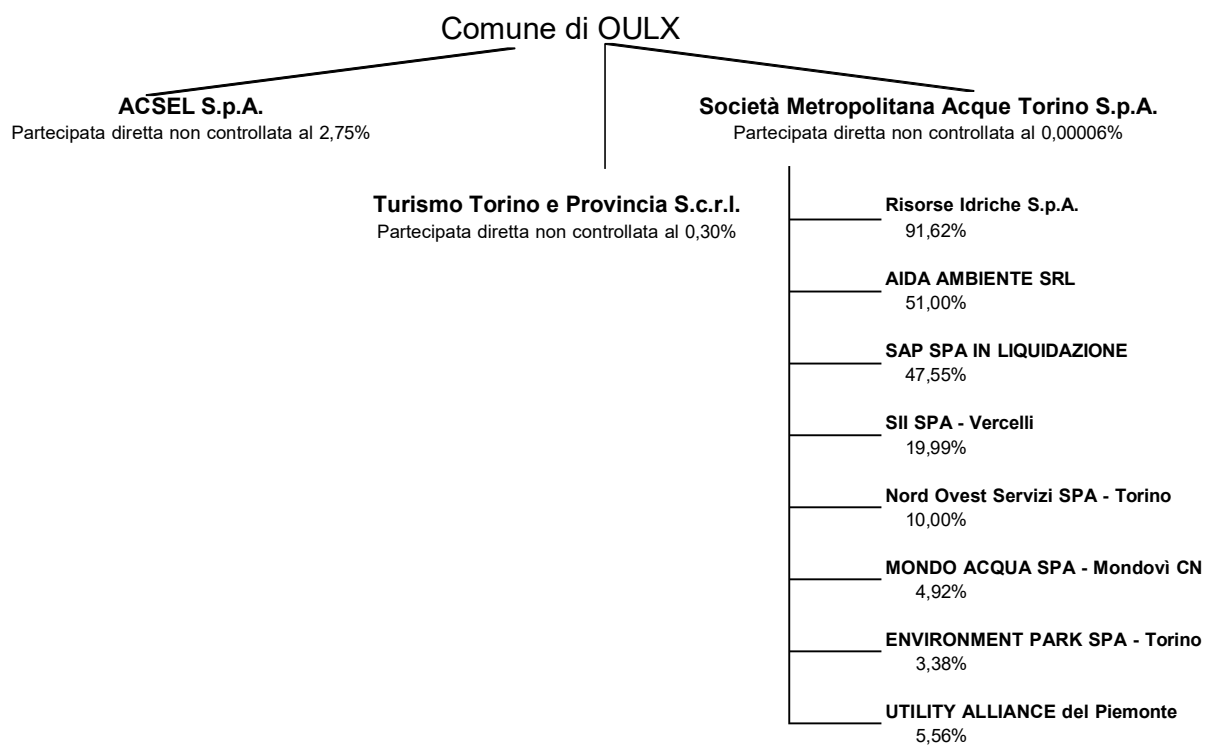 Comune di OULX
ACSEL S.p.A.
Partecipata diretta non controllata al 2,75%
Società Metropolitana Acque Torino S.p.A.
Partecipata diretta non controllata al 0,00006%
Turismo Torino e Provincia S.c.r.l.
Partecipata diretta non controllata al 0,30%
Risorse Idriche S.p.A.
91,62%
AIDA AMBIENTE SRL
51,00%
SAP SPA IN LIQUIDAZIONE
47,55%
SII SPA - Vercelli
19,99%
Nord Ovest Servizi SPA - Torino
10,00%
MONDO ACQUA SPA - Mondovì CN
4,92%
ENVIRONMENT PARK SPA - Torino
3,38%
UTILITY ALLIANCE del Piemonte
5,56%